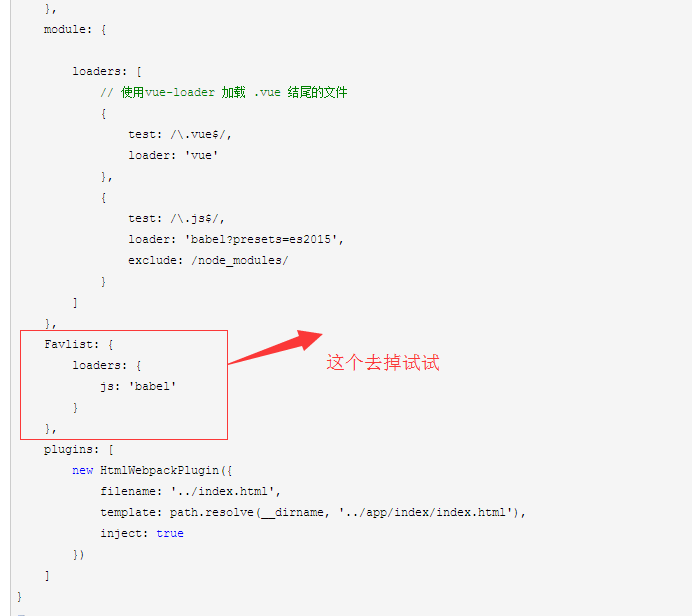 },
module: {
loaders: [
// 使用vue-loader 加载 .vue 结尾的文件
{
test: /\.vue$/,
loader: 'vue'
},
{
test: /\.js$/,
loader: 'babel?presets=es2015',
exclude: /node_modules/
}
]
},
Favlist: {
loaders: {
js: 'babel'
}
},
这个去掉试试
plugins: [
new HtmlWebpackPlugin({
filename: '../index.html',
template: path.resolve(__dirname, '../app/index/index.html'),
inject: true
})
]
}